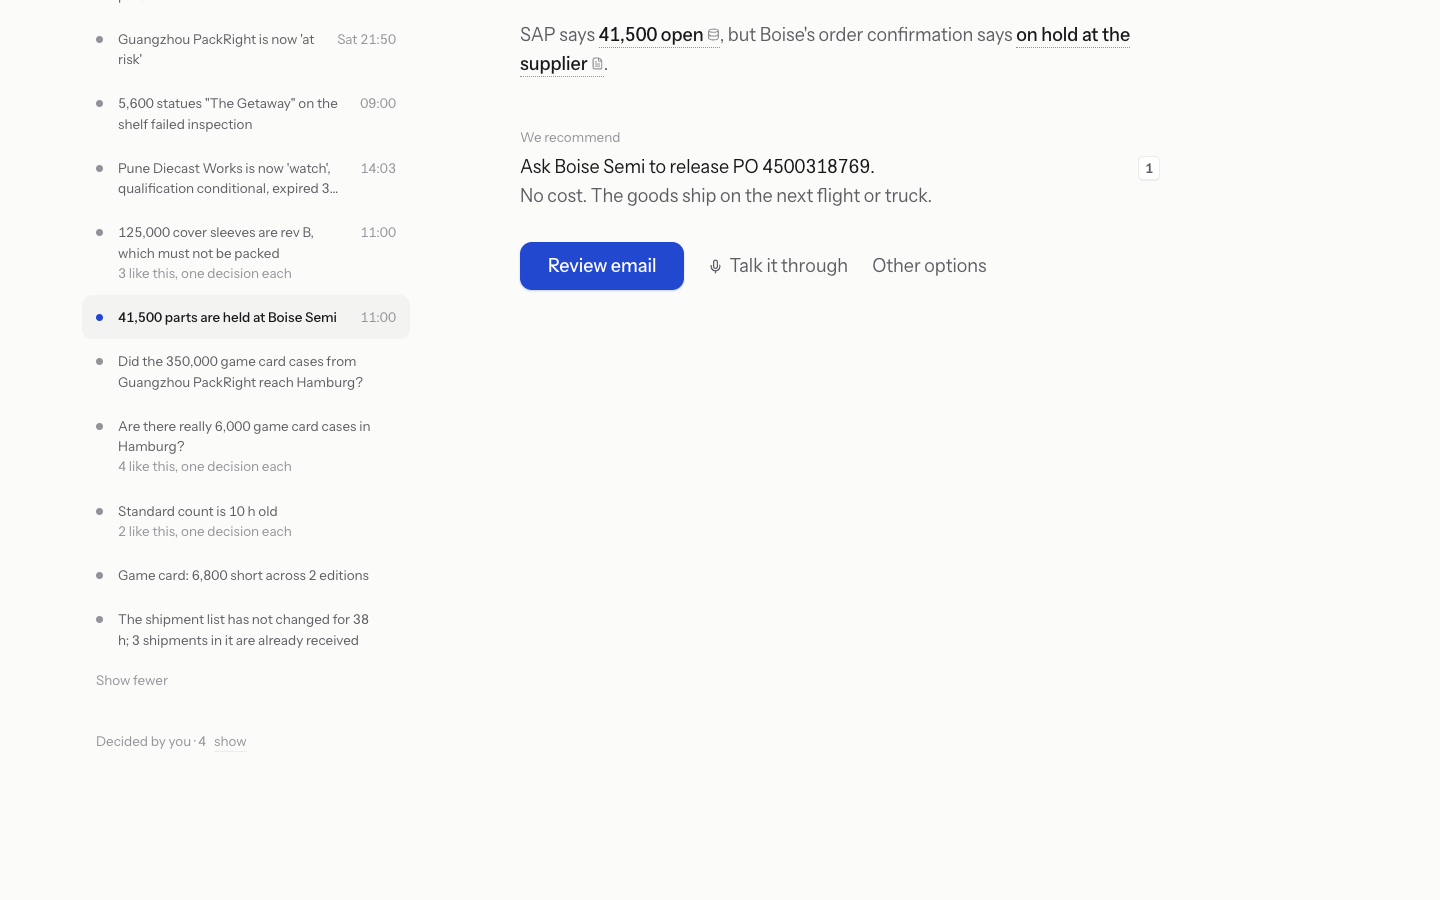 Guangzhou PackRight is now 'at risk' Sat 21:50
5,600 statues "The Getaway" on the shelf failed inspection 09:00
Pune Diecast Works is now 'watch', qualification conditional, expired 3… 14:03
125,000 cover sleeves are rev B, which must not be packed 11:00
3 like this, one decision each
41,500 parts are held at Boise Semi 11:00
Did the 350,000 game card cases from Guangzhou PackRight reach Hamburg?
Are there really 6,000 game card cases in Hamburg?
4 like this, one decision each
Standard count is 10 h old
2 like this, one decision each
Game card: 6,800 short across 2 editions
The shipment list has not changed for 38 h; 3 shipments in it are already received
Show fewer
Decided by you · 4 show
SAP says 41,500 open, but Boise's order confirmation says on hold at the supplier.
We recommend
Ask Boise Semi to release PO 4500318769. 1
No cost. The goods ship on the next flight or truck.
Review email Talk it through Other options